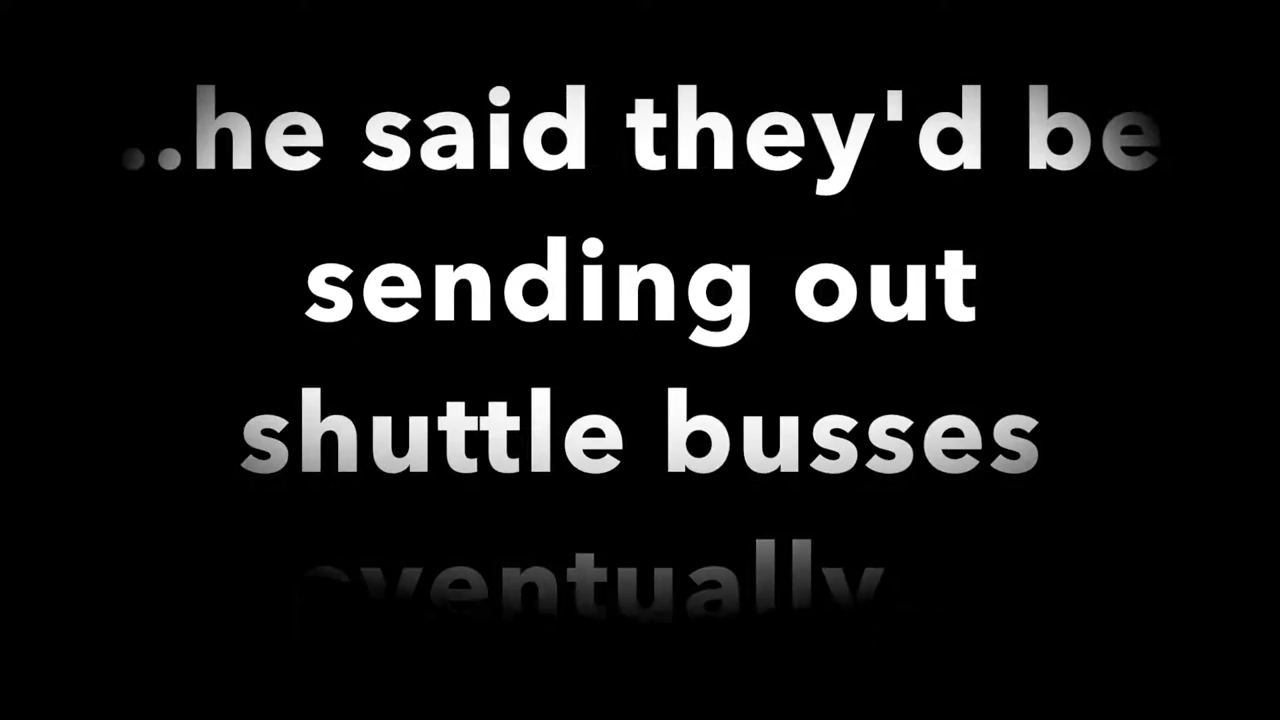 ..he said they'd be
sending out
shuttle busses
eventually